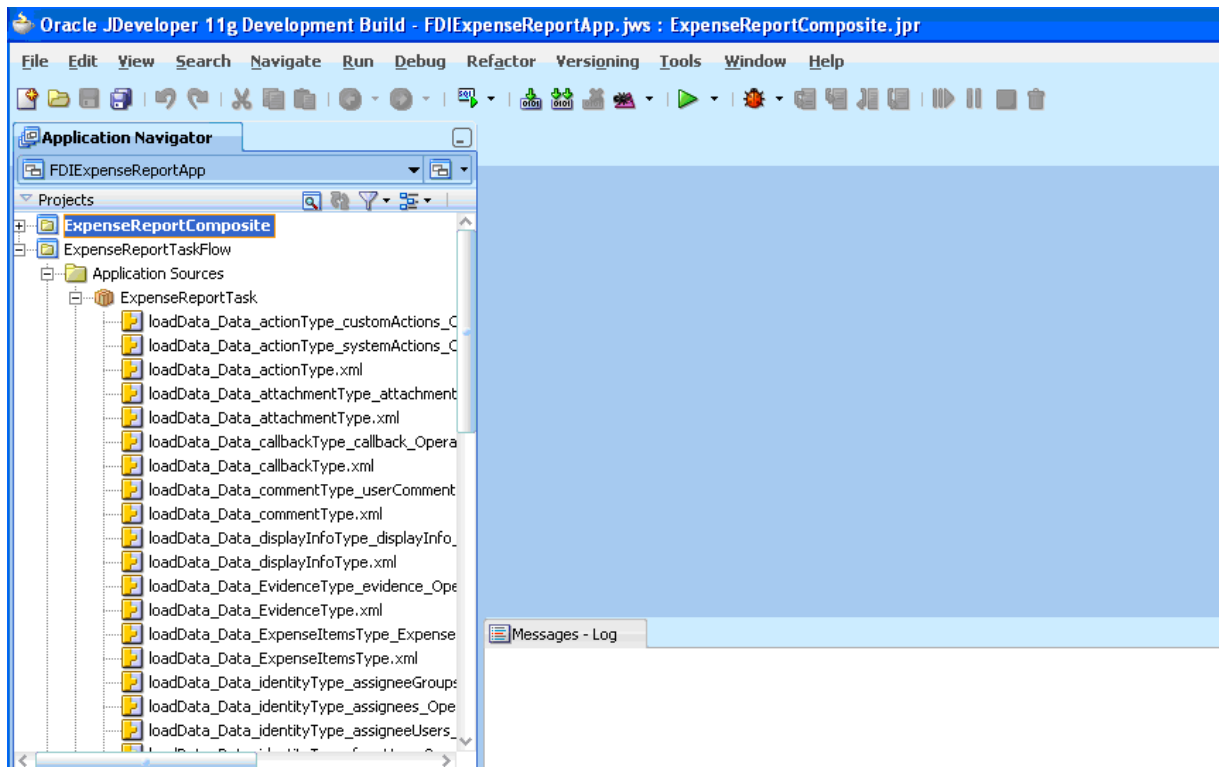 Oracle JDeveloper 11g Development Build - FDIExpenseReportApp.jws : ExpenseReportComposite.jpr
File Edit View Search Navigate Run Debug Refactor Versioning Tools Window Help
Application Navigator
FDIExpenseReportApp
Projects
ExpenseReportComposite
ExpenseReportTaskFlow
Application Sources
ExpenseReportTask
loadData_Data_actionType_customActions_C
loadData_Data_actionType_systemActions_C
loadData_Data_actionType.xml
loadData_Data_attachmentType_attachment
loadData_Data_attachmentType.xml
loadData_Data_callbackType_callback_Opera
loadData_Data_callbackType.xml
loadData_Data_commentType_userComment
loadData_Data_commentType.xml
loadData_Data_displayInfoType_displayInfo_
loadData_Data_displayInfoType.xml
loadData_Data_EvidenceType_evidence_Ope
loadData_Data_EvidenceType.xml
loadData_Data_ExpenseItemsType_Expense
Messages - Log
loadData_Data_ExpenseItemsType.xml
loadData_Data_identityType_assigneeGroups
loadData_Data_identityType_assignees_Ope
loadData_Data_identityType_assigneeUsers_